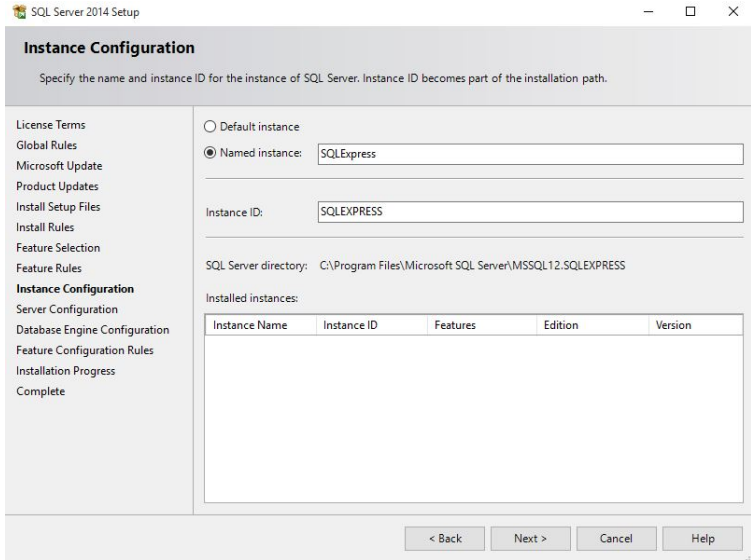 SQL Server 2014 Setup
Instance Configuration
Specify the name and instance ID for the instance of SQL Server. Instance ID becomes part of the installation path.
License Terms
Global Rules
Microsoft Update
Product Updates
Install Setup Files
Install Rules
Feature Selection
Feature Rules
Instance Configuration
Server Configuration
Database Engine Configuration
Feature Configuration Rules
Installation Progress
Complete
Default instance
Named instance: SQLExpress
Instance ID: SQLEXPRESS
SQL Server directory: C:\Program Files\Microsoft SQL Server\MSSQL12.SQLEXPRESS
Installed instances:
Instance Name Instance ID Features Edition Version
< Back Next > Cancel Help